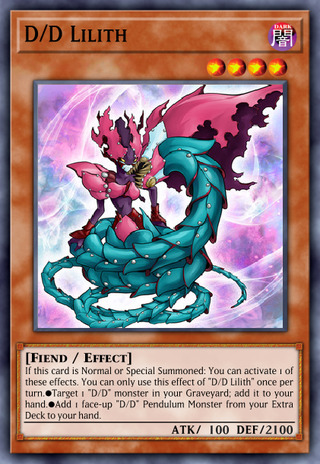 D/D Lilith
DARK
闇
[Fiend / Effect]
If this card is Normal or Special Summoned: You can activate 1 of
these effects. You can only use this effect of "D/D Lilith" once per
turn.●Target 1 "D/D" monster in your Graveyard; add it to your
hand.●Add 1 face-up "D/D" Pendulum Monster from your Extra
Deck to your hand.
ATK/ 100 DEF/2100